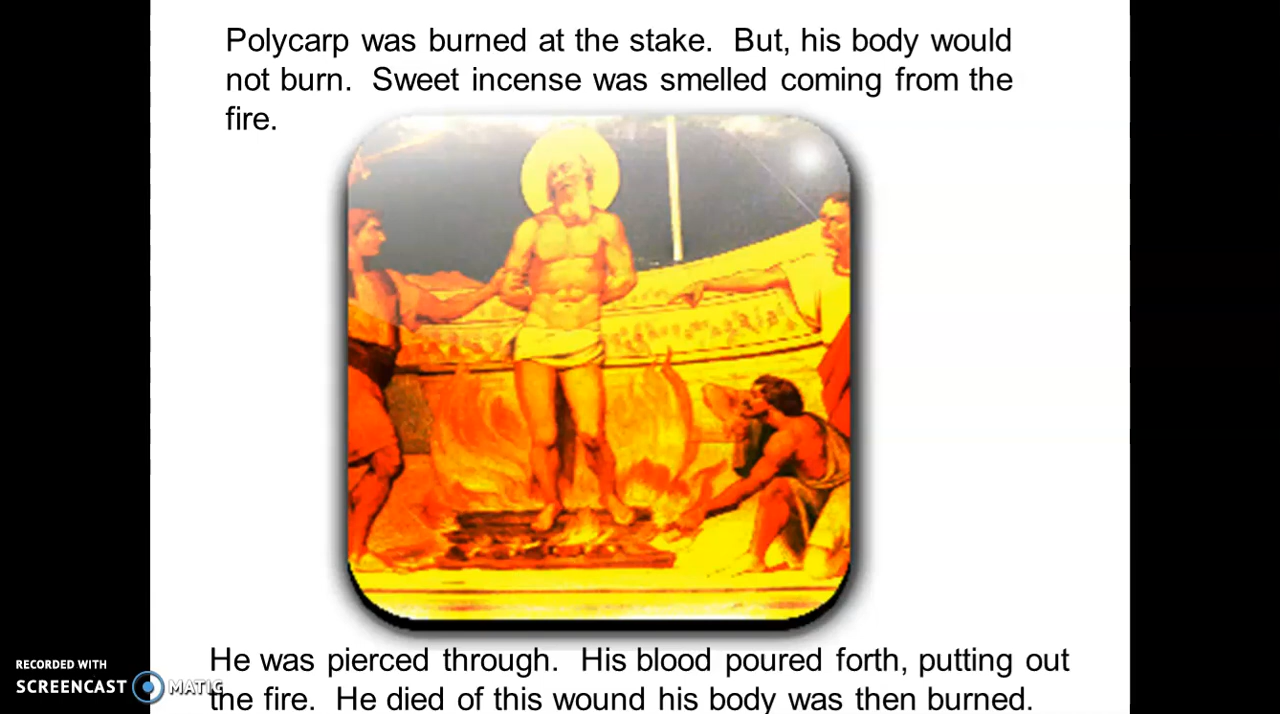 Polycarp was burned at the stake.  But, his body would
not burn.  Sweet incense was smelled coming from the
fire.
He was pierced through.  His blood poured forth, putting out
the fire.  He died of this wound his body was then burned.
RECORDED WITH
SCREENCAST MATIC